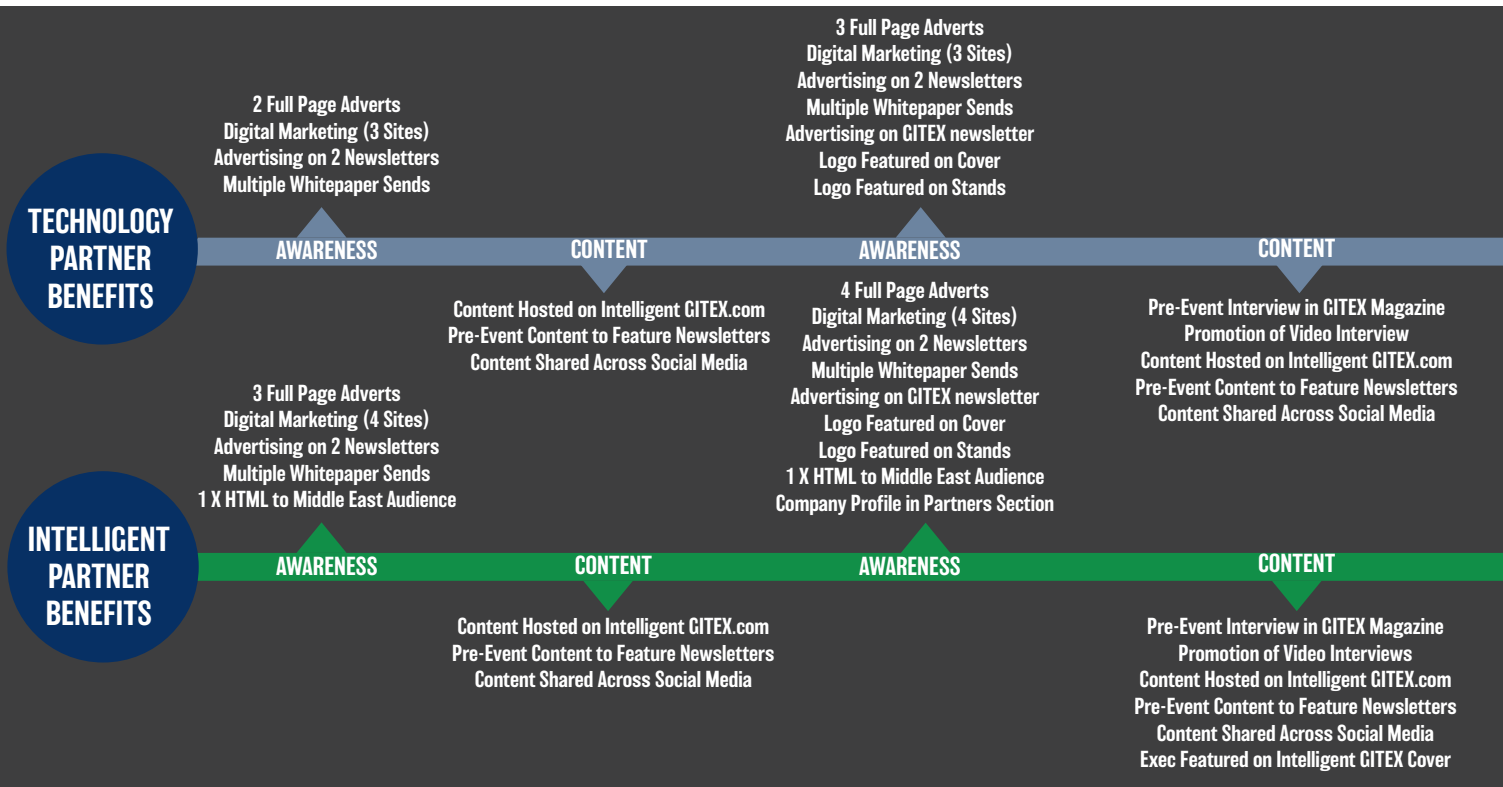 TECHNOLOGY
PARTNER
BENEFITS
2 Full Page Adverts
Digital Marketing (3 Sites)
Advertising on 2 Newsletters
Multiple Whitepaper Sends
AWARENESS
CONTENT
Content Hosted on Intelligent GITEX.com
Pre-Event Content to Feature Newsletters
Content Shared Across Social Media
3 Full Page Adverts
Digital Marketing (3 Sites)
Advertising on 2 Newsletters
Multiple Whitepaper Sends
Advertising on GITEX newsletter
Logo Featured on Cover
Logo Featured on Stands
AWARENESS
CONTENT
Pre-Event Interview in GITEX Magazine
Promotion of Video Interview
Content Hosted on Intelligent GITEX.com
Pre-Event Content to Feature Newsletters
Content Shared Across Social Media
INTELLIGENT
PARTNER
BENEFITS
3 Full Page Adverts
Digital Marketing (4 Sites)
Advertising on 2 Newsletters
Multiple Whitepaper Sends
1 X HTML to Middle East Audience
AWARENESS
CONTENT
Content Hosted on Intelligent GITEX.com
Pre-Event Content to Feature Newsletters
Content Shared Across Social Media
4 Full Page Adverts
Digital Marketing (4 Sites)
Advertising on 2 Newsletters
Multiple Whitepaper Sends
Advertising on GITEX newsletter
Logo Featured on Cover
Logo Featured on Stands
1 X HTML to Middle East Audience
Company Profile in Partners Section
AWARENESS
CONTENT
Pre-Event Interview in GITEX Magazine
Promotion of Video Interviews
Content Hosted on Intelligent GITEX.com
Pre-Event Content to Feature Newsletters
Content Shared Across Social Media
Exec Featured on Intelligent GITEX Cover